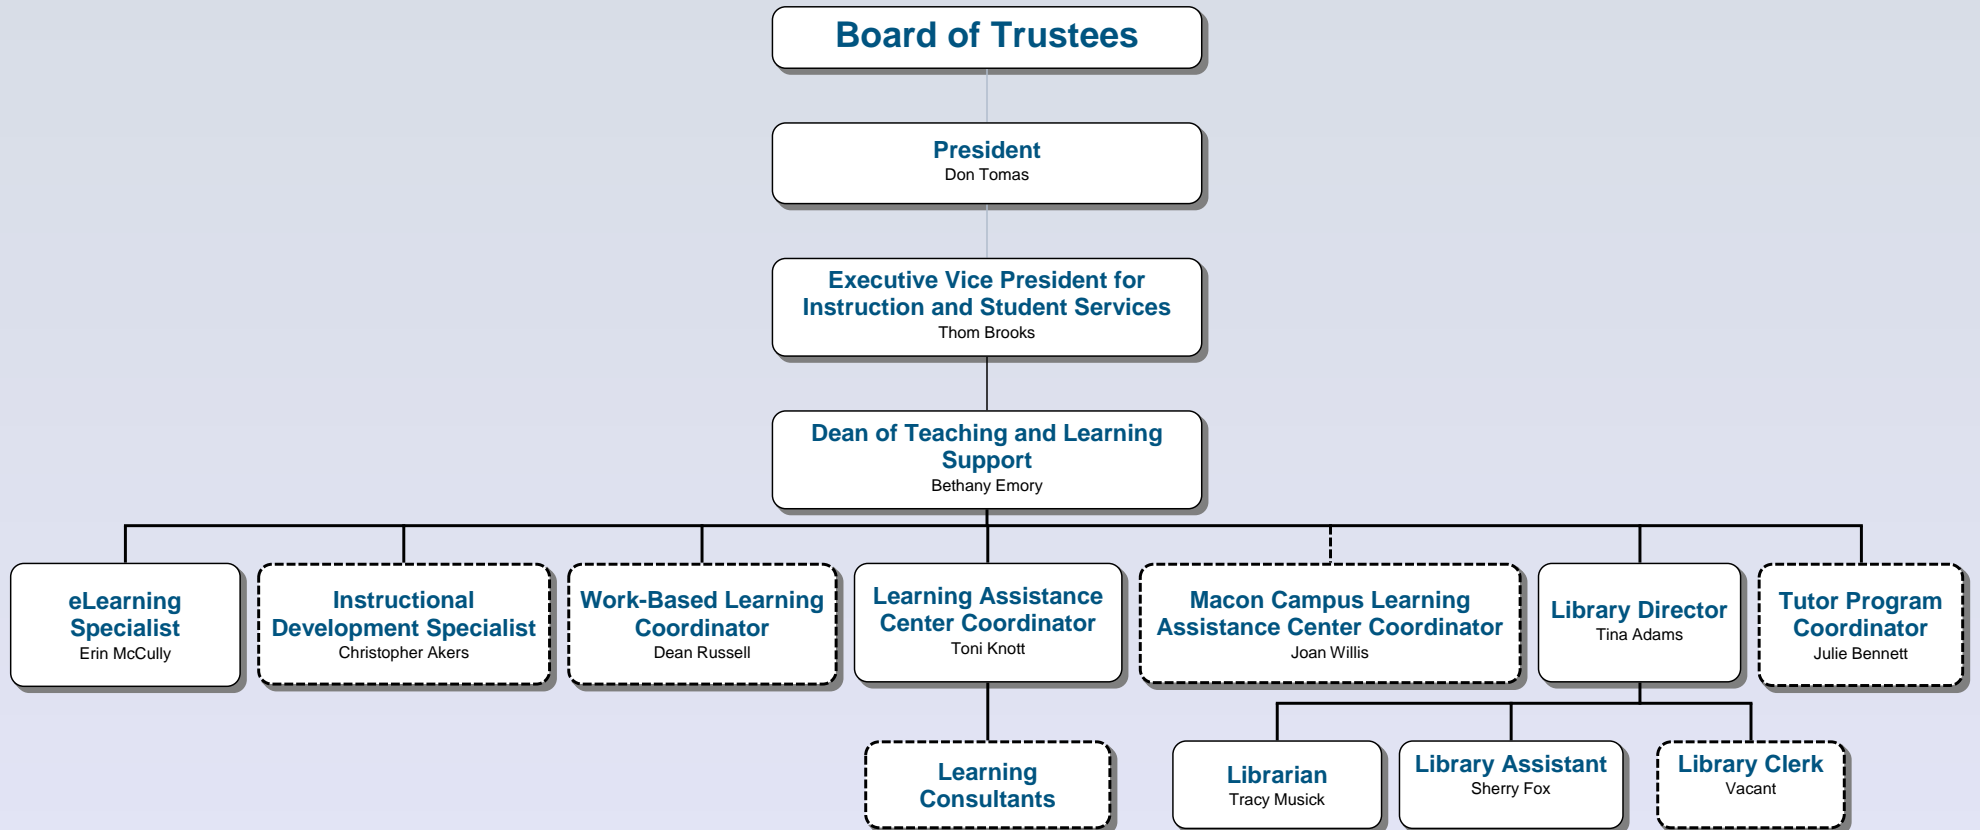 Board of Trustees
President
Don Tomas
Executive Vice President for
Instruction and Student Services
Thom Brooks
Dean of Teaching and Learning
Support
Bethany Emory
eLearning
Specialist
Erin McCully
Instructional
Development Specialist
Christopher Akers
Work-Based Learning
Coordinator
Dean Russell
Learning Assistance
Center Coordinator
Toni Knott
Macon Campus Learning
Assistance Center Coordinator
Joan Willis
Library Director
Tina Adams
Tutor Program
Coordinator
Julie Bennett
Learning
Consultants
Librarian
Tracy Musick
Library Assistant
Sherry Fox
Library Clerk
Vacant